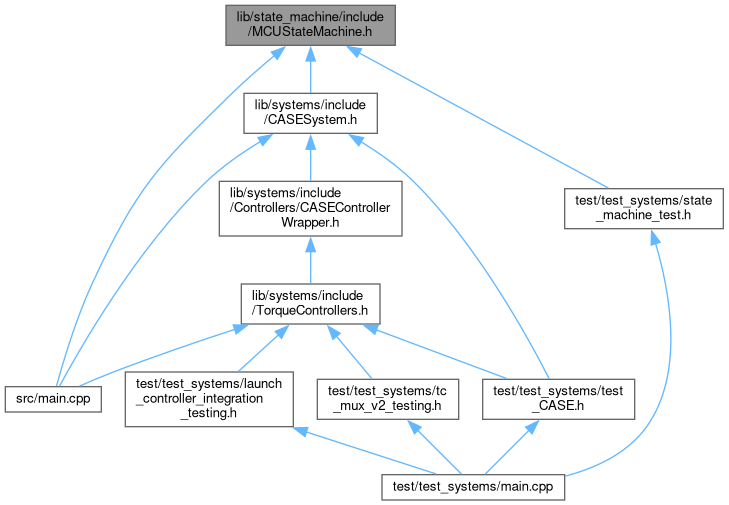 lib/state_machine/include
/MCUStateMachine.h
lib/systems/include
/CASESystem.h
lib/systems/include
/Controllers/CASEController
Wrapper.h
test/test_systems/state
_machine_test.h
lib/systems/include
/TorqueControllers.h
src/main.cpp
test/test_systems/launch
_controller_integration
_testing.h
test/test_systems/tc
_mux_v2_testing.h
test/test_systems/test
_CASE.h
test/test_systems/main.cpp